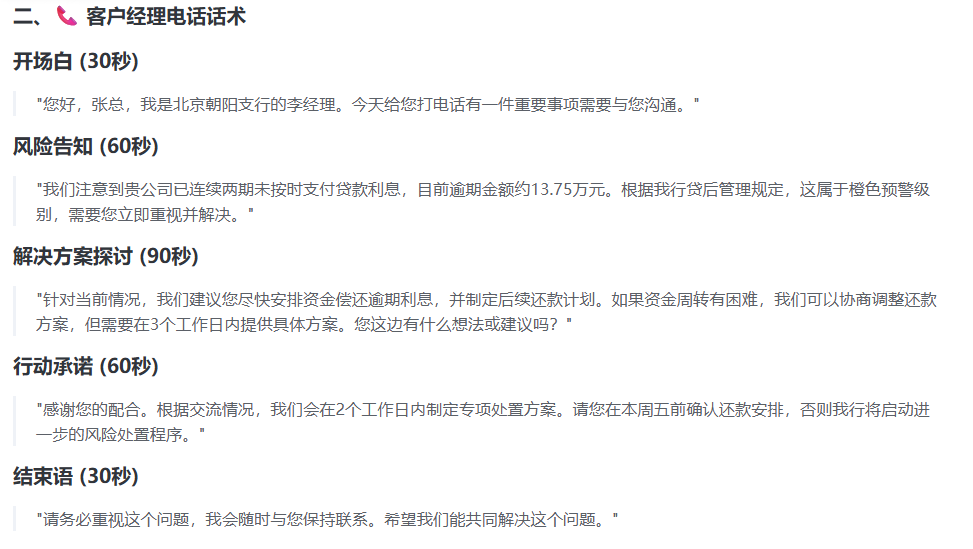 二、📞 客户经理电话话术
开场白 (30秒)
"您好，张总，我是北京朝阳支行的李经理。今天给您打电话有一件重要事项需要与您沟通。"
风险告知 (60秒)
"我们注意到贵公司已连续两期未按时支付贷款利息，目前逾期金额约13.75万元。根据我行贷后管理规定，这属于橙色预警级
别，需要您立即重视并解决。"
解决方案探讨 (90秒)
"针对当前情况，我们建议您尽快安排资金偿还逾期利息，并制定后续还款计划。如果资金周转有困难，我们可以协商调整还款
方案，但需要在3个工作日内提供具体方案。您这边有什么想法或建议吗？"
行动承诺 (60秒)
"感谢您的配合。根据交流情况，我们会在2个工作日内制定专项处置方案。请您在本周五前确认还款安排，否则我行将启动进
一步的风险处置程序。"
结束语 (30秒)
"请务必重视这个问题，我会随时与您保持联系。希望我们能共同解决这个问题。"